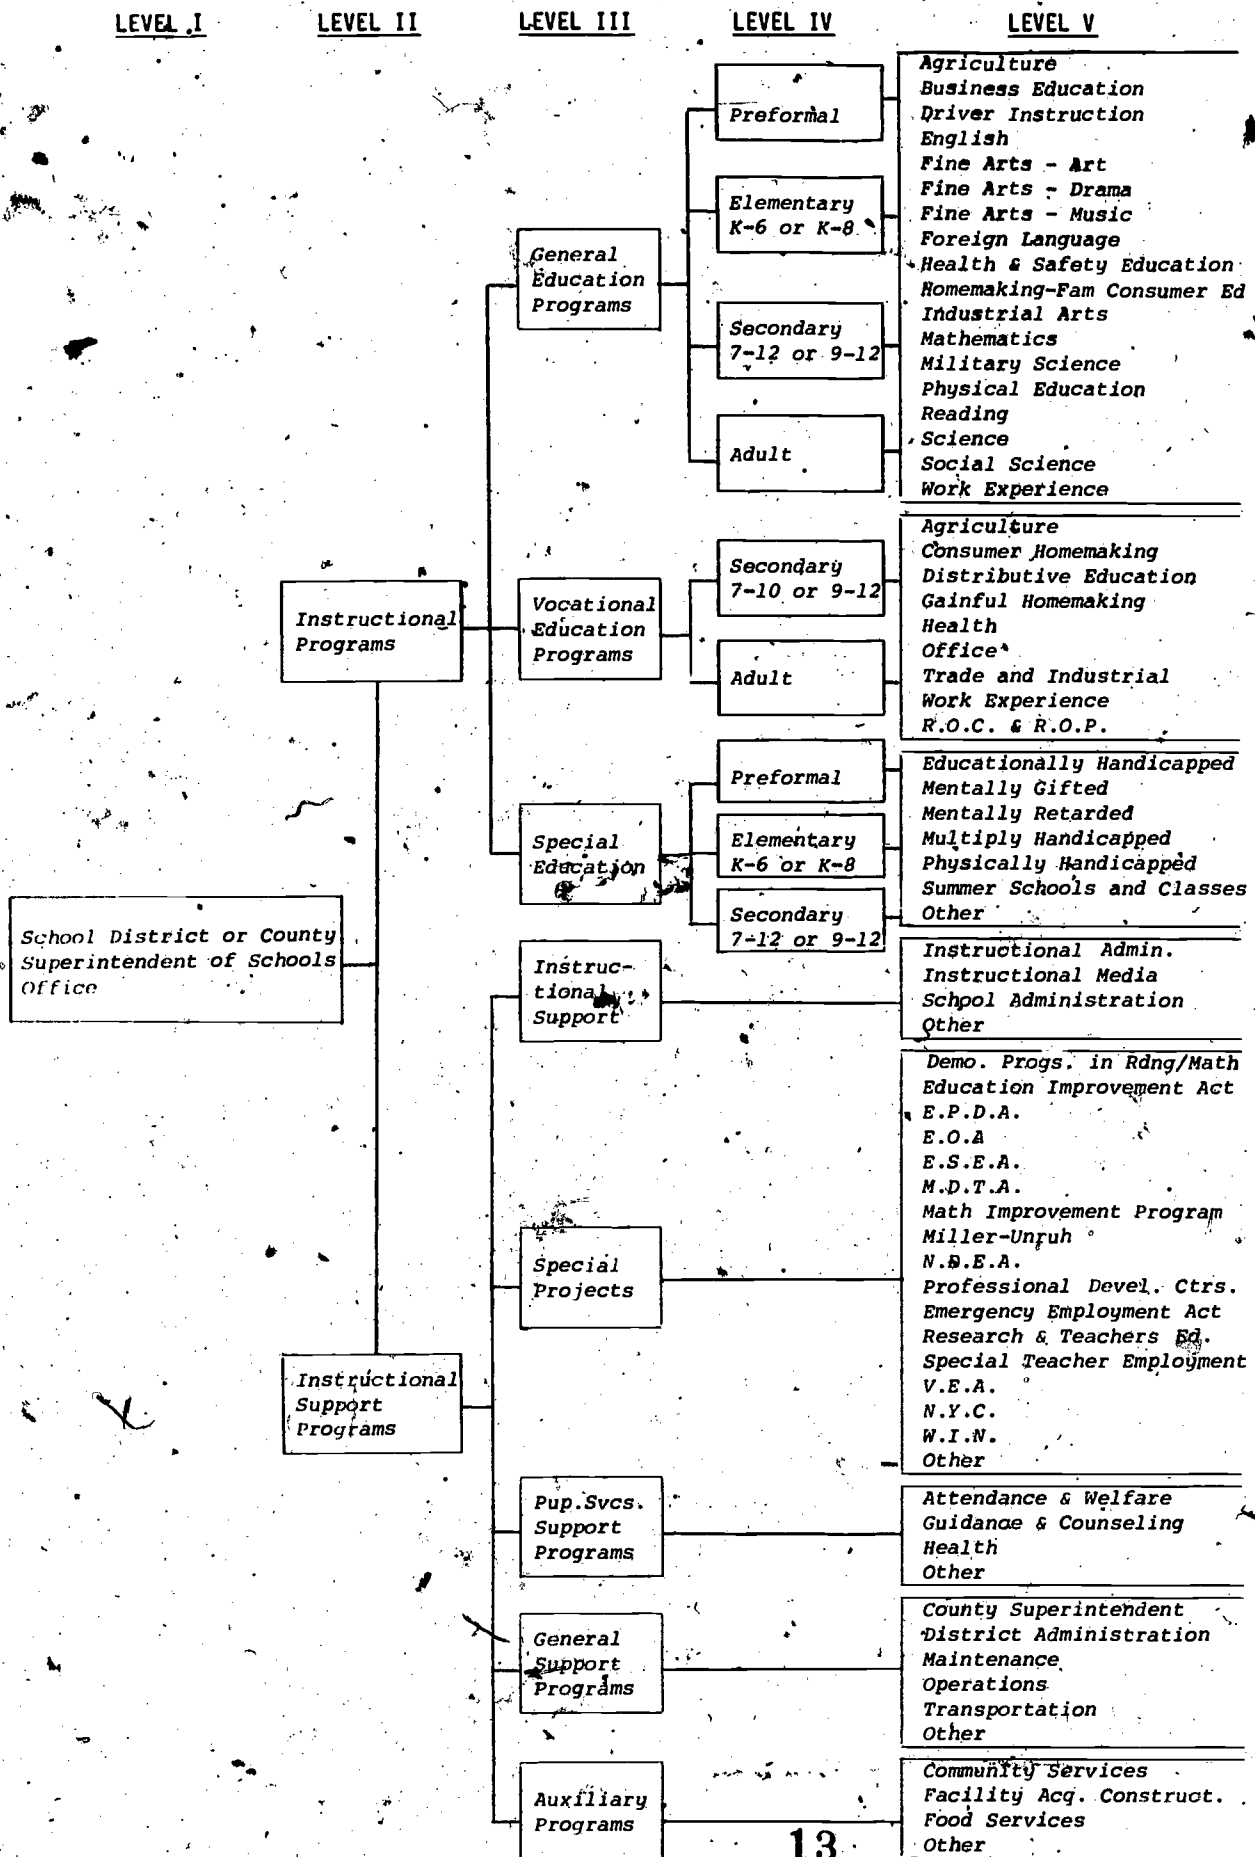 LEVEL I
LEVEL II
LEVEL III
LEVEL IV
LEVEL V
School District or County
Superintendent of Schools
Office
Instructional
Programs
Instructional
Support
Programs
General
Education
Programs
Vocational
Education
Programs
Special
Education
Instruc-
tional
Support
Special
Projects
Pup.Svcs.
Support
Programs
General
Support
Programs
Auxiliary
Programs
Preformal
Elementary
K-6 or K-8
Secondary
7-12 or 9-12
Adult
Secondary
7-10 or 9-12
Adult
Preformal
Elementary
K-6 or K-8
Secondary
7-12 or 9-12
Agriculture
Business Education
Driver Instruction
English
Fine Arts - Art
Fine Arts - Drama
Fine Arts - Music
Foreign Language
Health & Safety Education
Homemaking-Fam Consumer Ed
Industrial Arts
Mathematics
Military Science
Physical Education
Reading
Science
Social Science
Work Experience
Agriculture
Consumer Homemaking
Distributive Education
Gainful Homemaking
Health
Office
Trade and Industrial
Work Experience
R.O.C. & R.O.P.
Educationally Handicapped
Mentally Gifted
Mentally Retarded
Multiply Handicapped
Physically Handicapped
Summer Schools and Classes
Other
Instructional Admin.
Instructional Media
School Administration
Other
Demo. Progs. in Rdng/Math
Education Improvement Act
E.P.D.A.
E.O.A
E.S.E.A.
M.D.T.A.
Math Improvement Program
Miller-Unruh
N.D.E.A.
Professional Devel. Ctrs.
Emergency Employment Act
Research & Teachers Ed.
Special Teacher Employment
V.E.A.
N.Y.C.
W.I.N.
Other
Attendance & Welfare
Guidance & Counseling
Health
Other
County Superintendent
District Administration
Maintenance
Operations
Transportation
Other
Community Services
Facility Acq. Construct.
Food Services
Other
13